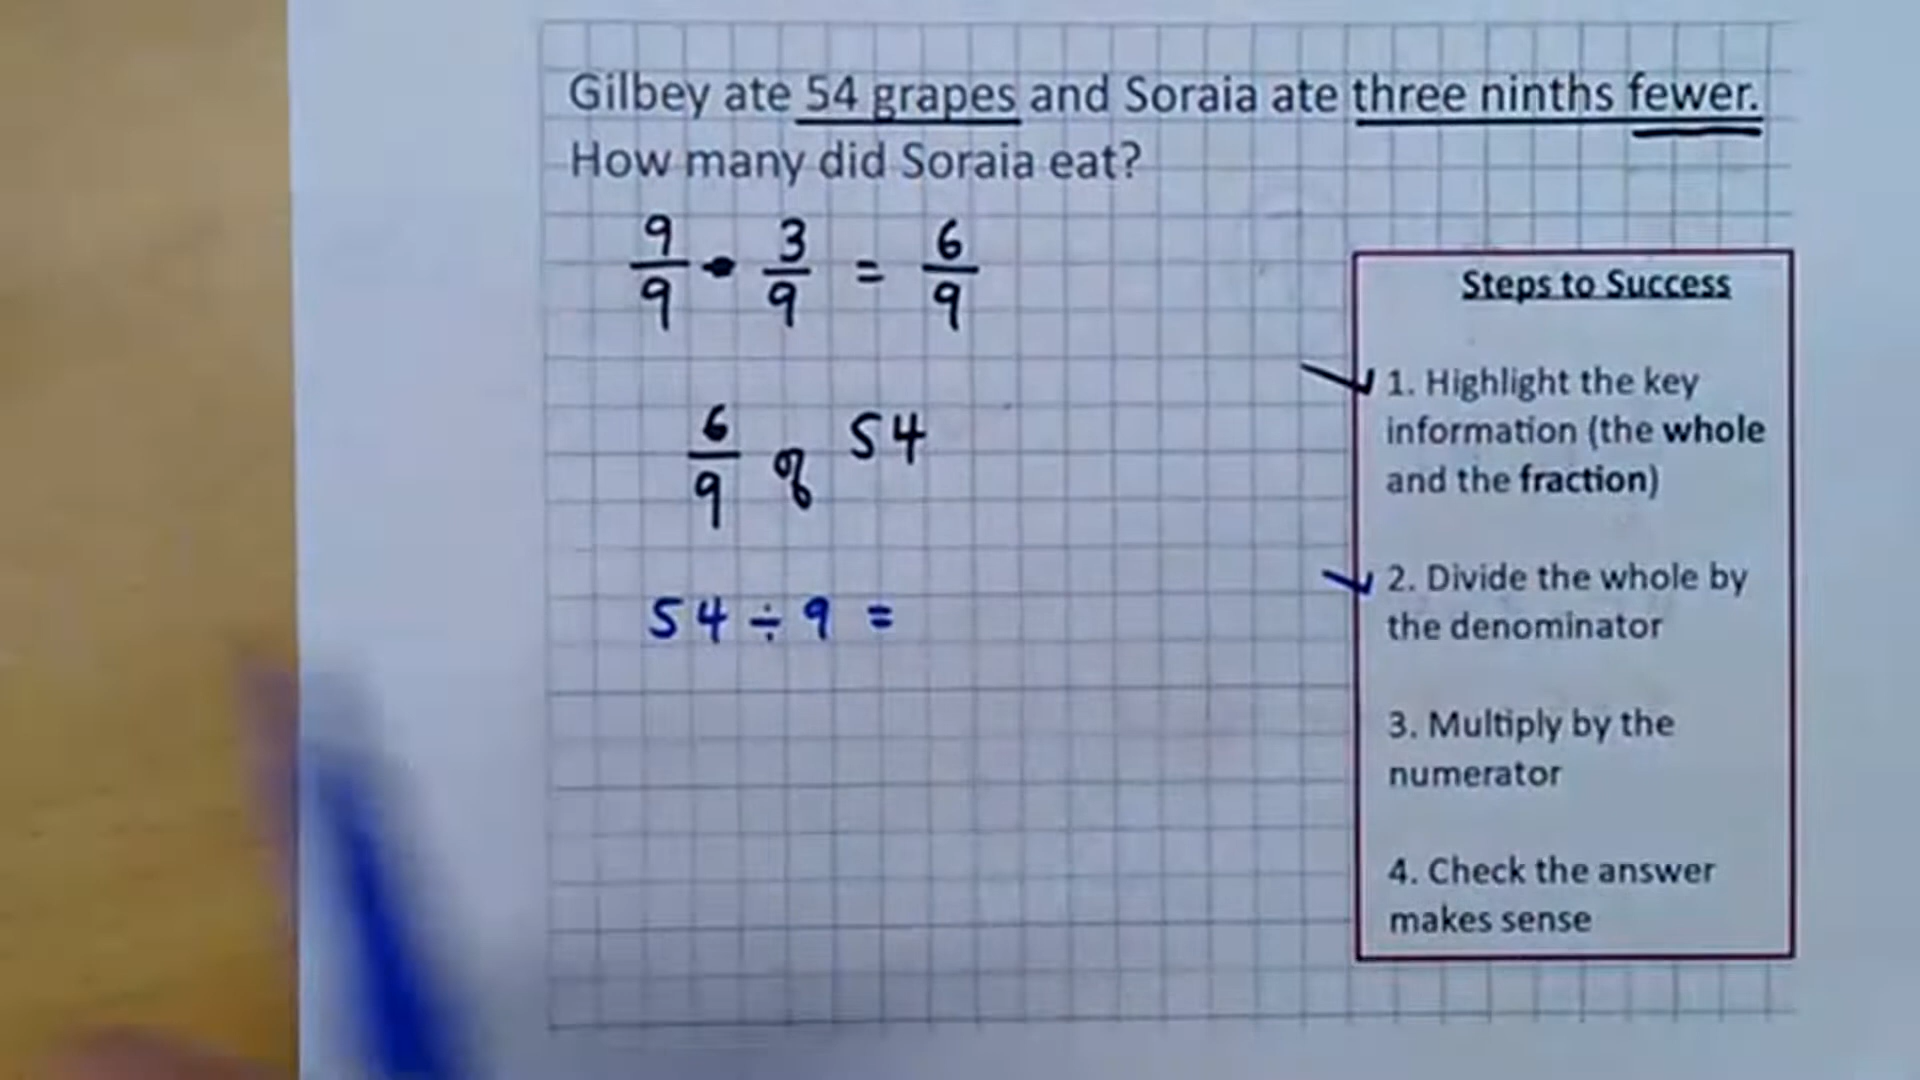 Gilbey ate 54 grapes and Soraia ate three ninths fewer.
How many did Soraia eat?
9/9 - 3/9 = 6/9
6/9 of 54
54 ÷ 9 =
Steps to Success
1. Highlight the key
information (the whole
and the fraction)
2. Divide the whole by
the denominator
3. Multiply by the
numerator
4. Check the answer
makes sense